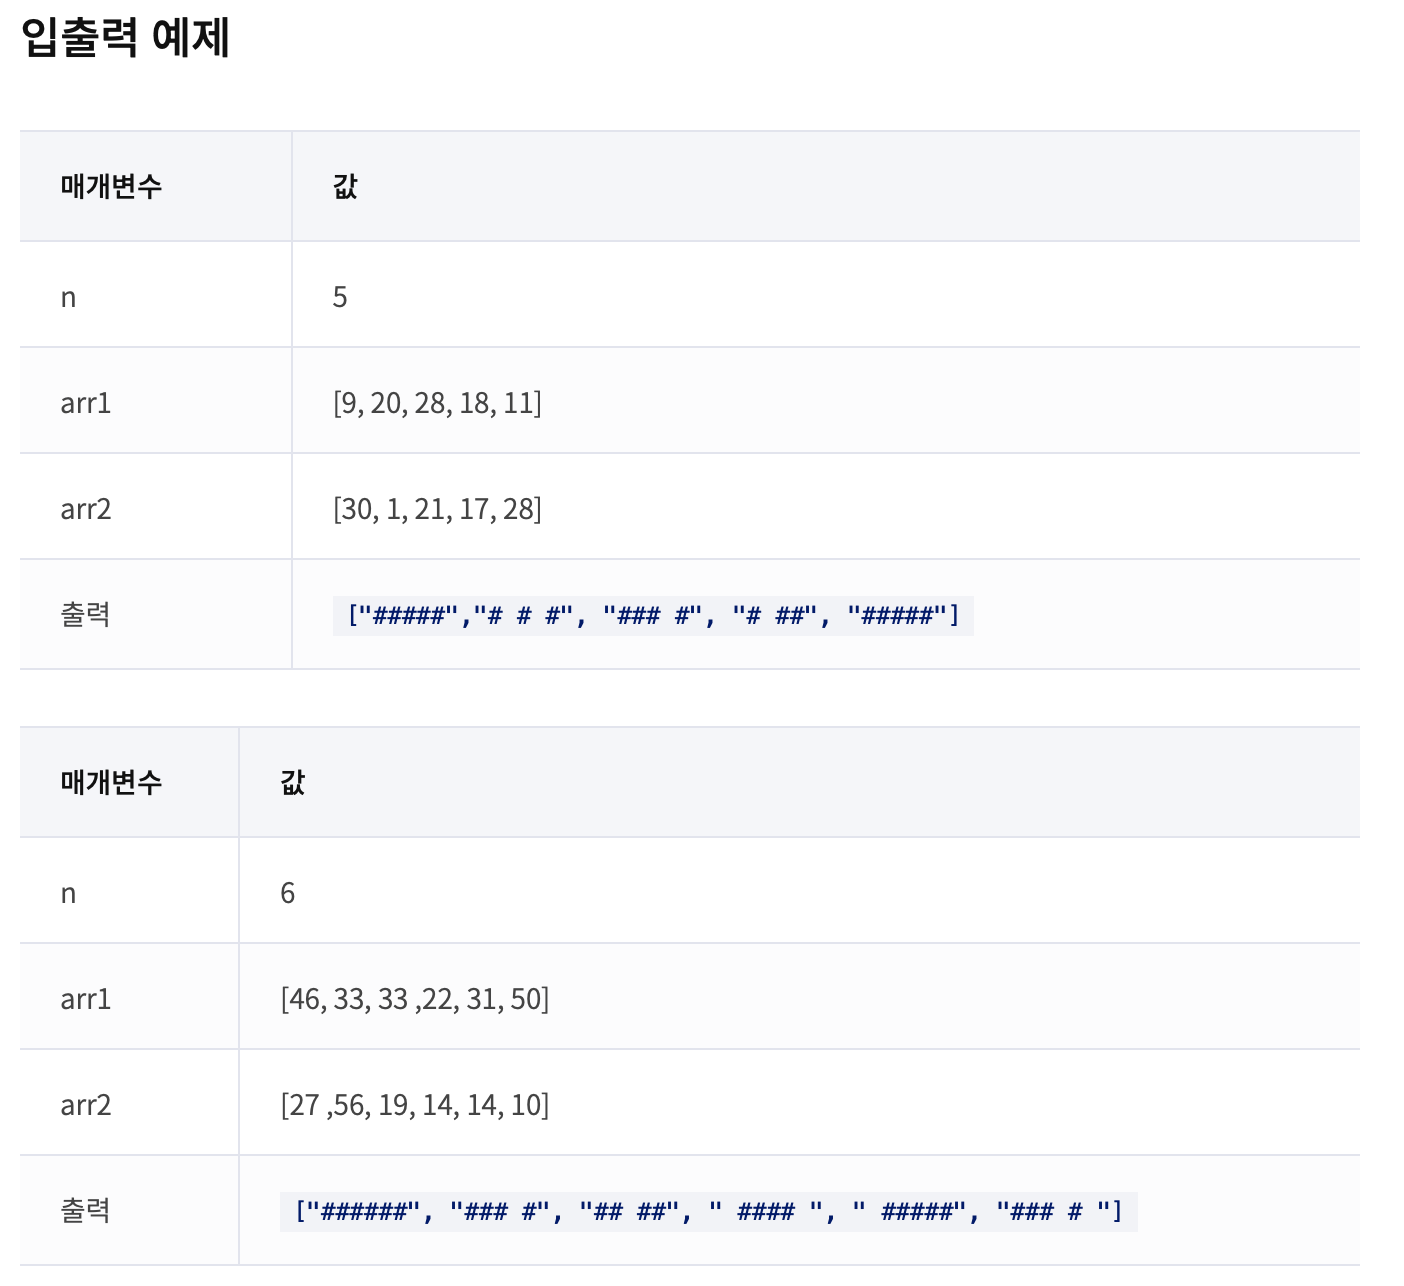 입출력 예제
매개변수 값
n 5
arr1 [9, 20, 28, 18, 11]
arr2 [30, 1, 21, 17, 28]
출력 ["#####","# # #", "### #", "# ##", "#####"]
매개변수 값
n 6
arr1 [46, 33, 33 ,22, 31, 50]
arr2 [27 ,56, 19, 14, 14, 10]
출력 ["######", "### #", "## ##", " #### ", " #####", "### # "]